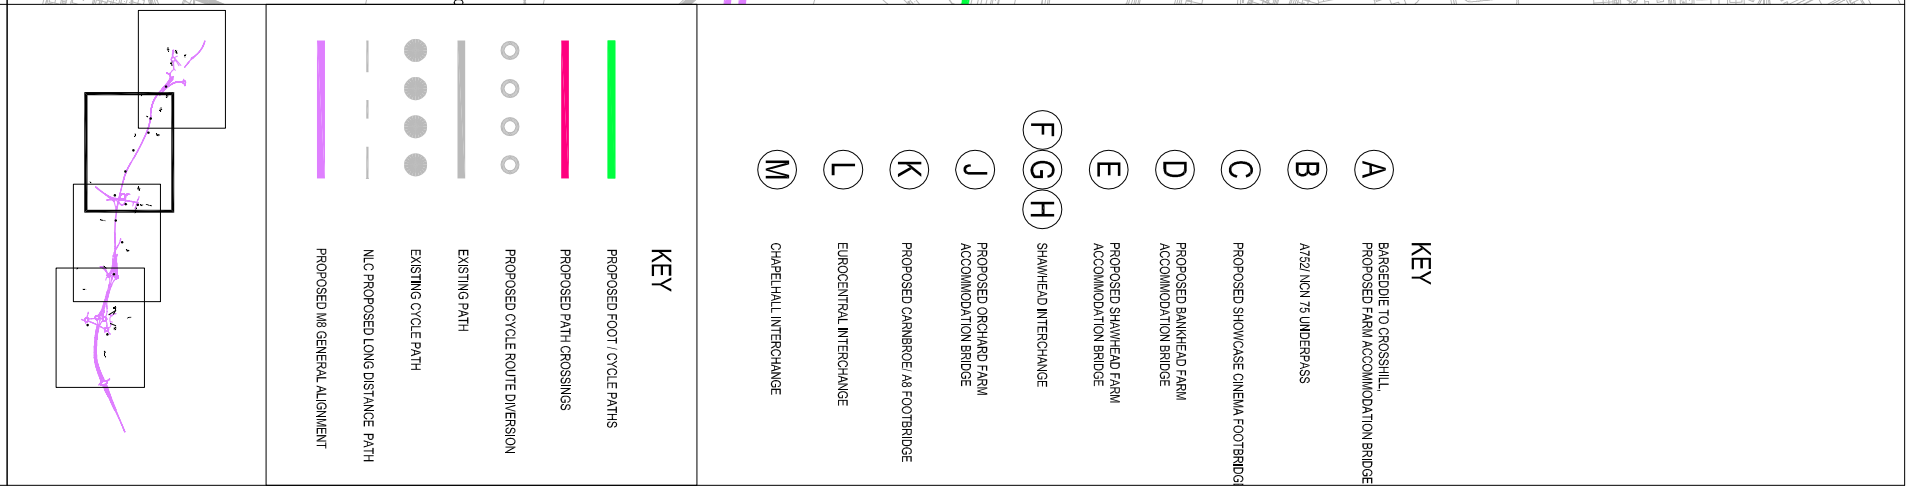 KEY
A
BARGEDDIE TO CROSSHILL,
PROPOSED FARM ACCOMMODATION BRIDGE
B
A752/ NCN 75 UNDERPASS
C
PROPOSED SHOWCASE CINEMA FOOTBRIDGE
D
PROPOSED BANKHEAD FARM
ACCOMMODATION BRIDGE
E
PROPOSED SHAWHEAD FARM
ACCOMMODATION BRIDGE
F G H
SHAWHEAD INTERCHANGE
J
PROPOSED ORCHARD FARM
ACCOMMODATION BRIDGE
K
PROPOSED CARNBROE/ A8 FOOTBRIDGE
L
EUROCENTRAL INTERCHANGE
M
CHAPELHALL INTERCHANGE
KEY
PROPOSED FOOT / CYCLE PATHS
PROPOSED PATH CROSSINGS
PROPOSED CYCLE ROUTE DIVERSION
EXISTING PATH
EXISTING CYCLE PATH
NLC PROPOSED LONG DISTANCE PATH
PROPOSED M8 GENERAL ALIGNMENT